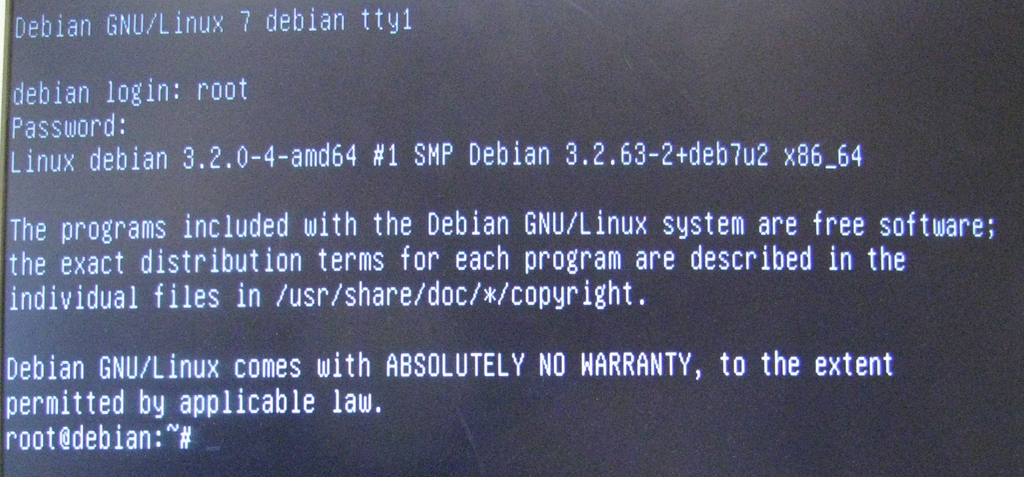 Debian GNU/Linux 7 debian tty1
debian login: root
Password:
Linux debian 3.2.0-4-amd64 #1 SMP Debian 3.2.63-2+deb7u2 x86_64
The programs included with the Debian GNU/Linux system are free software;
the exact distribution terms for each program are described in the
individual files in /usr/share/doc/*/copyright.
Debian GNU/Linux comes with ABSOLUTELY NO WARRANTY, to the extent
permitted by applicable law.
root@debian:~# _